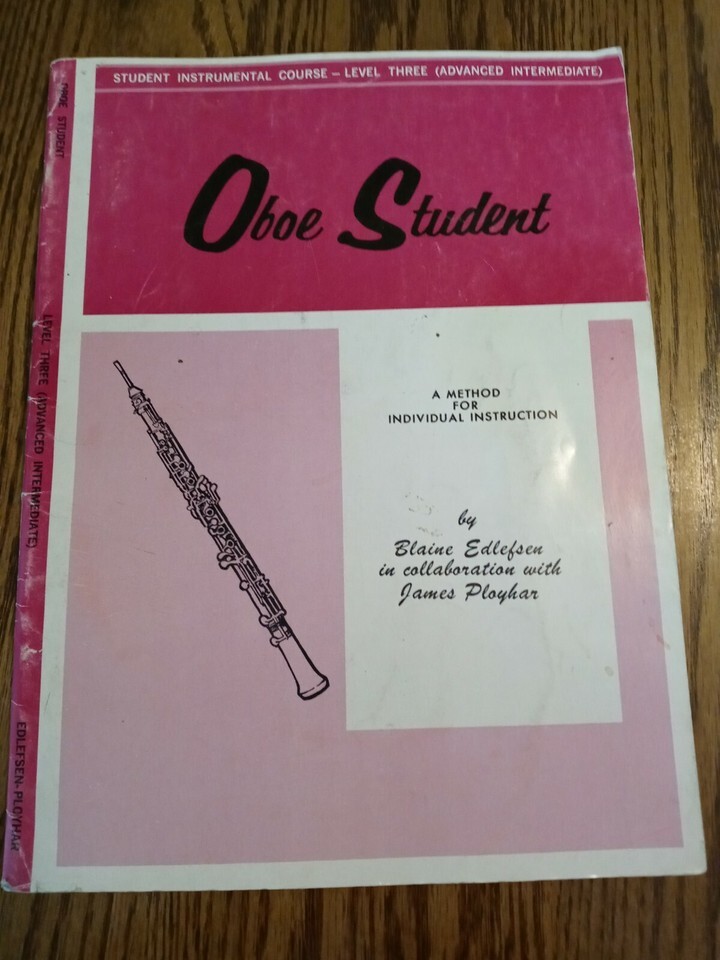 STUDENT INSTRUMENTAL COURSE – LEVEL THREE (ADVANCED INTERMEDIATE)
Oboe Student
A METHOD
FOR
INDIVIDUAL INSTRUCTION
by
Blaine Edlefsen
in collaboration with
James Ployhar
OBOE STUDENT
LEVEL THREE (ADVANCED INTERMEDIATE)
EDLEFSEN-PLOYHAR